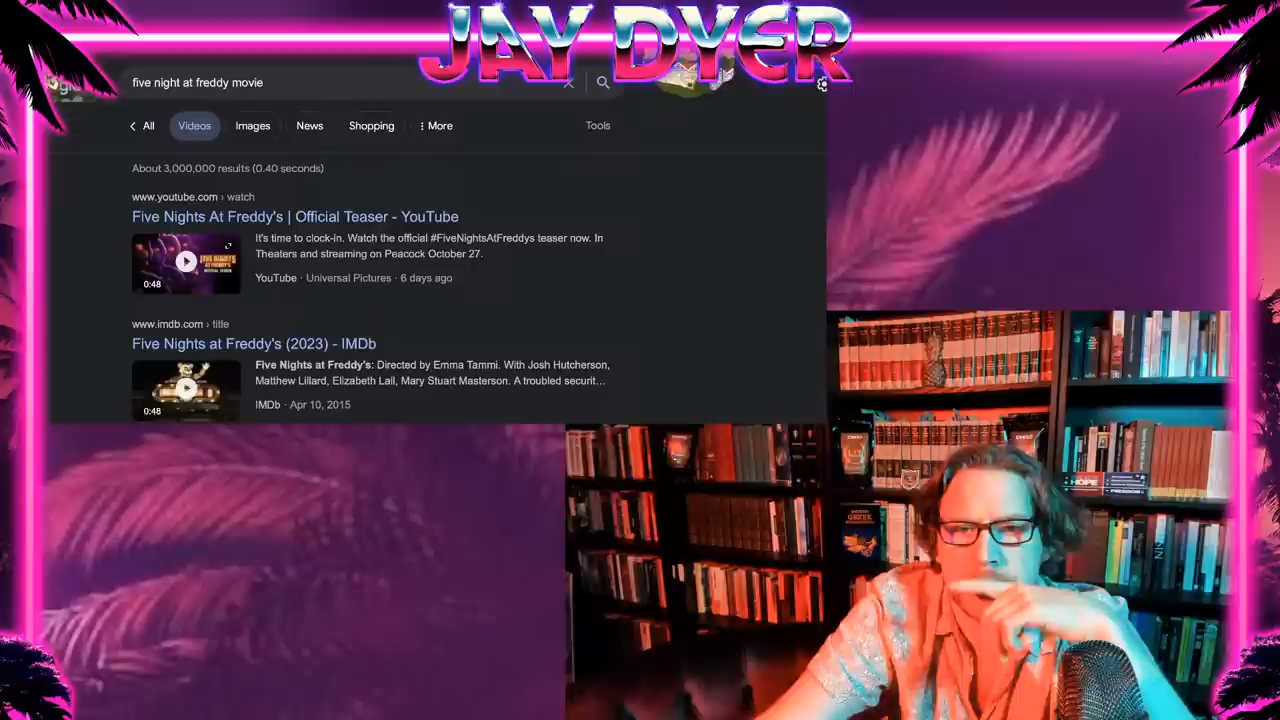 JAY DYER
five night at freddy movie
All
Videos
Images
News
Shopping
More
Tools
About 3,000,000 results (0.40 seconds)
www.youtube.com › watch
Five Nights At Freddy's | Official Teaser - YouTube
It's time to clock-in. Watch the official #FiveNightsAtFreddys teaser now. In
Theaters and streaming on Peacock October 27.
0:48
YouTube · Universal Pictures · 6 days ago
www.imdb.com › title
Five Nights at Freddy's (2023) - IMDb
Five Nights at Freddy's: Directed by Emma Tammi. With Josh Hutcherson,
Matthew Lillard, Elizabeth Lail, Mary Stuart Masterson. A troubled securit...
0:48
IMDb · Apr 10, 2015
HOPE
GREEK